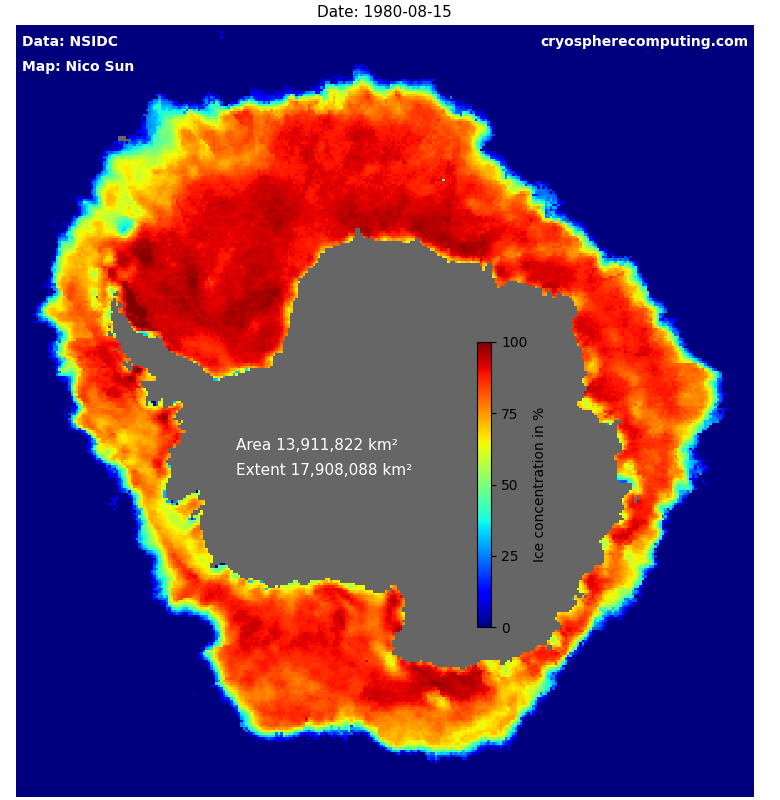 Date: 1980-08-15
Data: NSIDC
cryospherecomputing.com
Map: Nico Sun
100
75
50
25
0
Ice concentration in %
Area 13,911,822 km²
Extent 17,908,088 km²